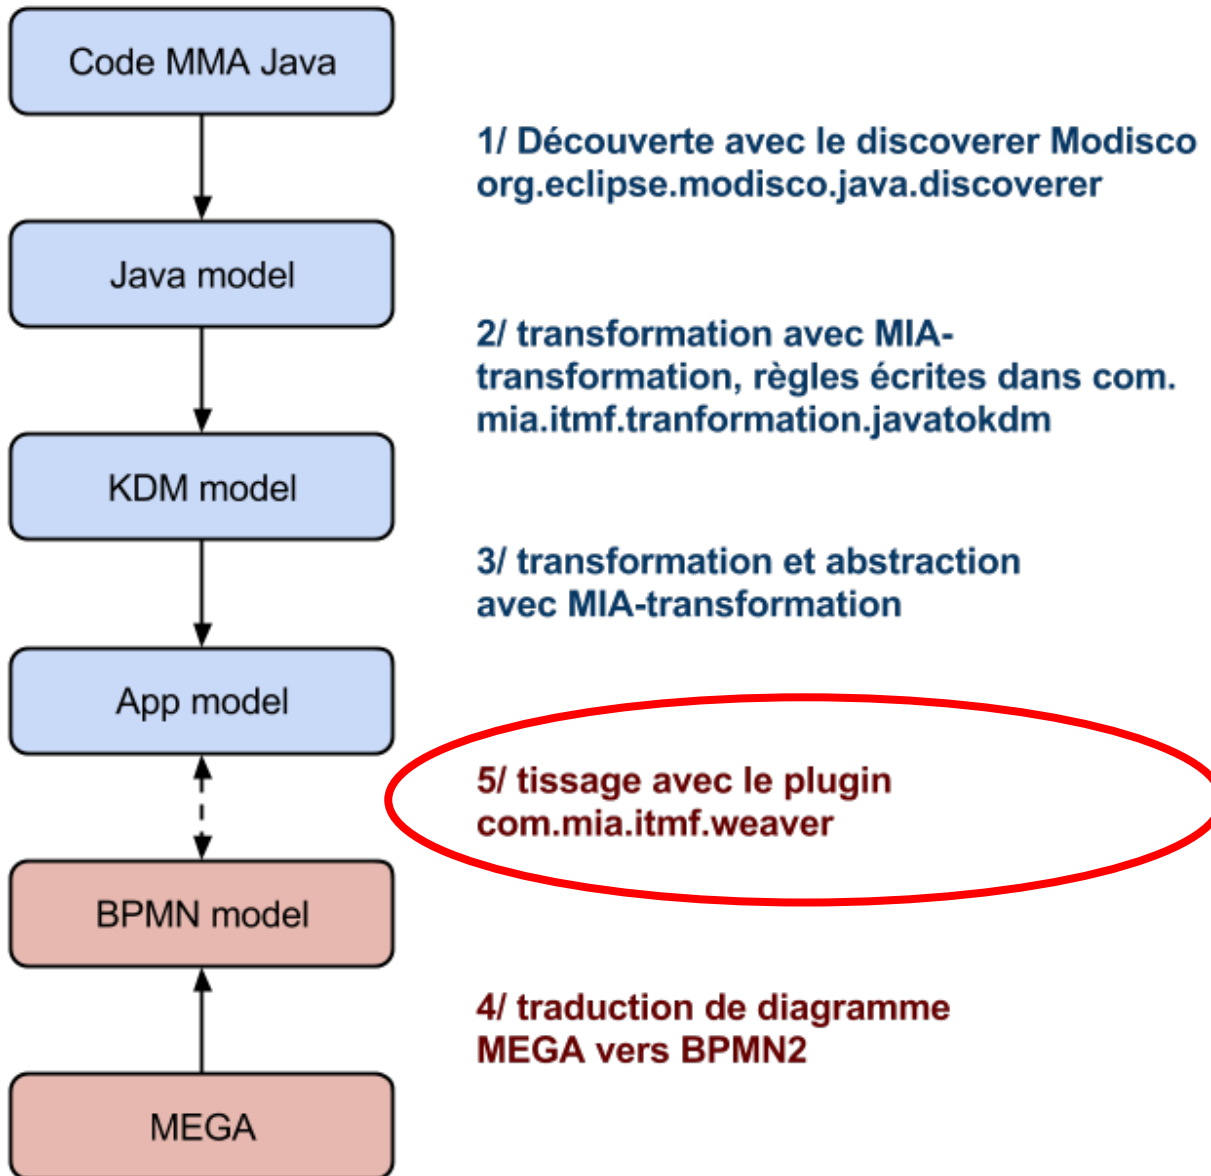 Code MMA Java
1/ Découverte avec le discoverer Modisco
org.eclipse.modisco.java.discoverer
Java model
2/ transformation avec MIA-
transformation, règles écrites dans com.
mia.itmf.tranformation.javatokdm
KDM model
3/ transformation et abstraction
avec MIA-transformation
App model
5/ tissage avec le plugin
com.mia.itmf.weaver
BPMN model
4/ traduction de diagramme
MEGA vers BPMN2
MEGA